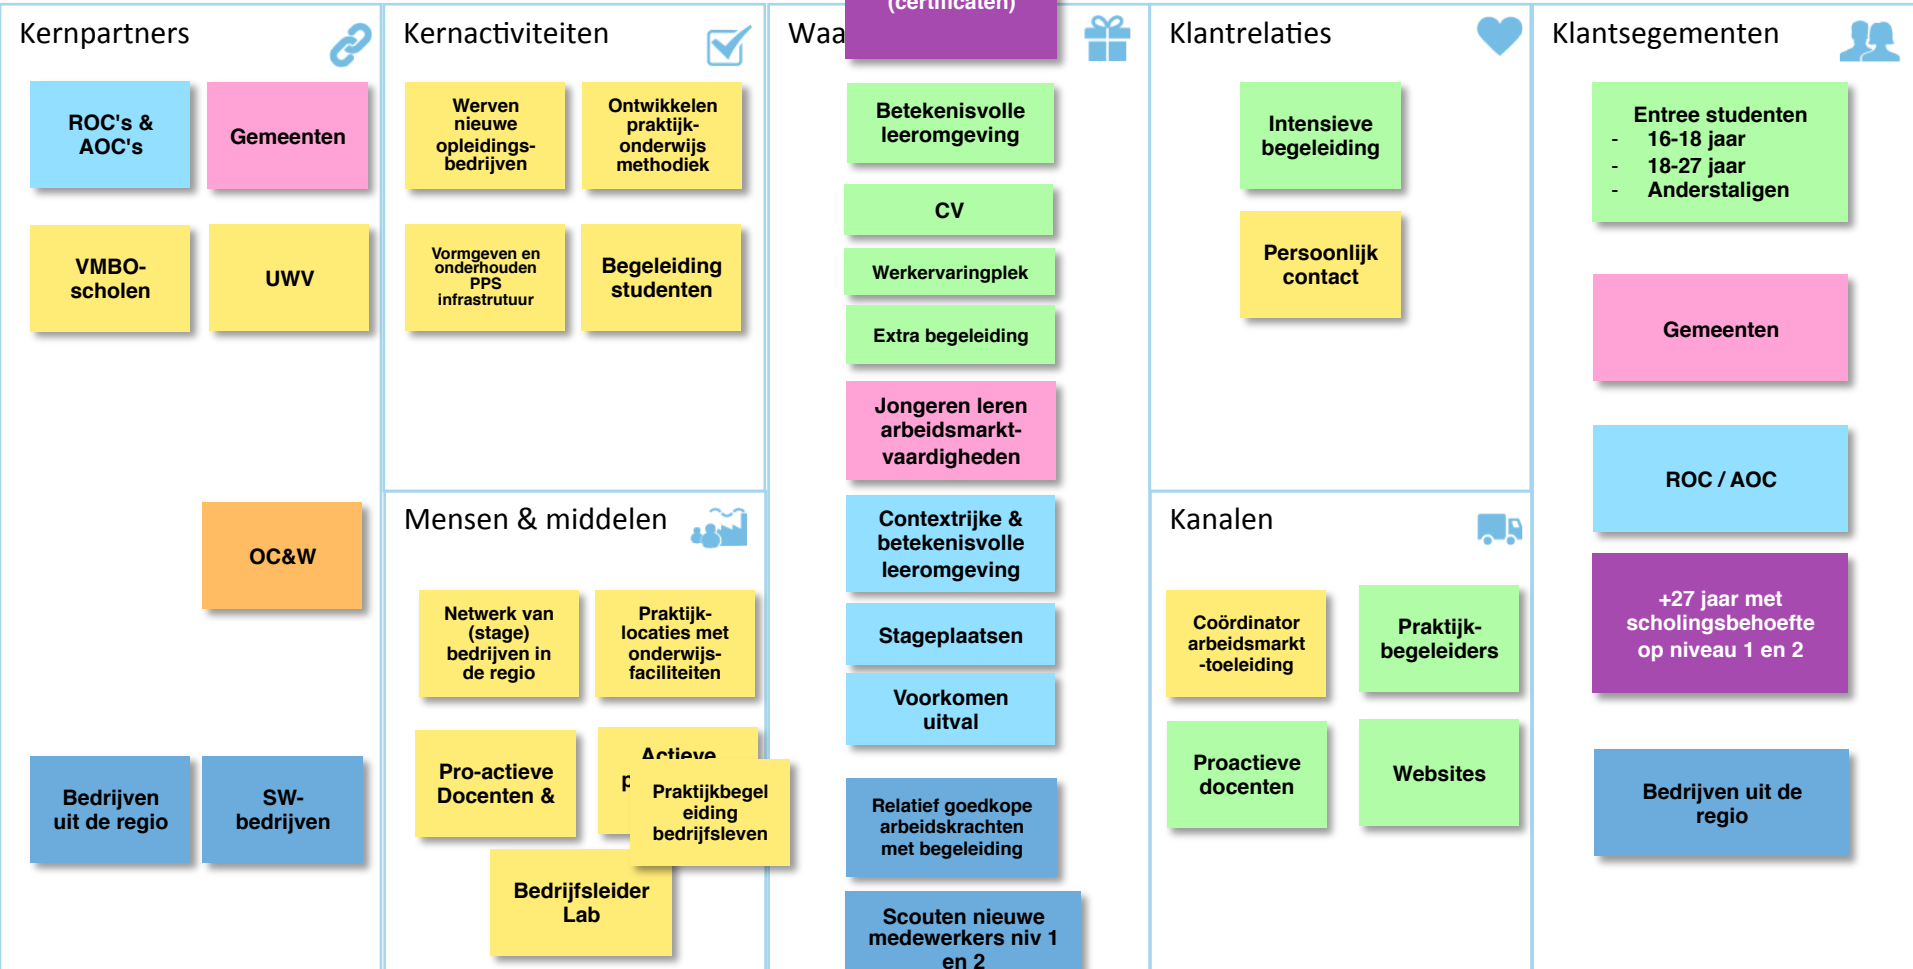 Kernpartners
ROC's &
AOC's
Gemeenten
VMBO-
scholen
UWV
OC&W
Bedrijven
uit de regio
SW-
bedrijven
Kernactiviteiten
Werven
nieuwe
opleidings-
bedrijven
Ontwikkelen
praktijk-
onderwijs
methodiek
Vormgeven en
onderhouden
PPS
infrastrutuur
Begeleiding
studenten
Mensen & middelen
Netwerk van
(stage)
bedrijven in
de regio
Praktijk-
locaties met
onderwijs-
faciliteiten
Pro-actieve
Docenten &
Actieve
p
Praktijkbegel
eiding
bedrijfsleven
Bedrijfsleider
Lab
Waa
(certificaten)
Betekenisvolle
leeromgeving
CV
Werkervaringplek
Extra begeleiding
Jongeren leren
arbeidsmarkt-
vaardigheden
Contextrijke &
betekenisvolle
leeromgeving
Stageplaatsen
Voorkomen
uitval
Relatief goedkope
arbeidskrachten
met begeleiding
Scouten nieuwe
medewerkers niv 1
en 2
Klantrelaties
Intensieve
begeleiding
Persoonlijk
contact
Kanalen
Coördinator
arbeidsmarkt
-toeleiding
Praktijk-
begeleiders
Proactieve
docenten
Websites
Klantsegementen
Entree studenten
- 16-18 jaar
- 18-27 jaar
- Anderstaligen
Gemeenten
ROC / AOC
+27 jaar met
scholingsbehoefte
op niveau 1 en 2
Bedrijven uit de
regio